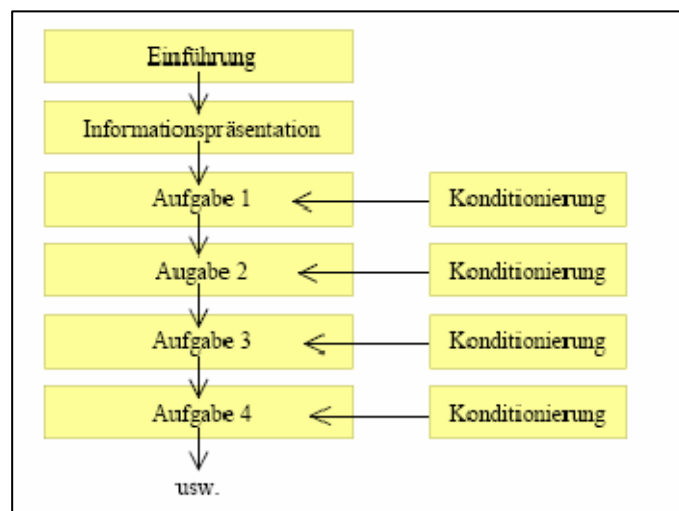 Einführung
Informationspräsentation
Aufgabe 1
Konditionierung
Augabe 2
Konditionierung
Aufgabe 3
Konditionierung
Aufgabe 4
Konditionierung
usw.